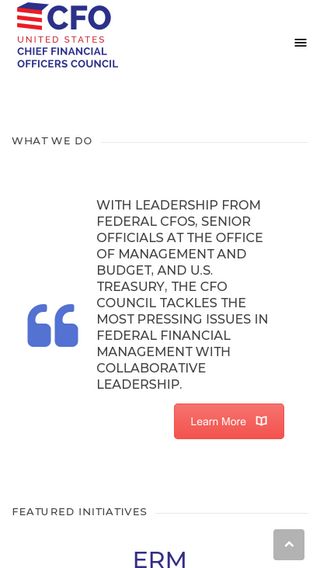 CFO
UNITED STATES
CHIEF FINANCIAL
OFFICERS COUNCIL
WHAT WE DO
WITH LEADERSHIP FROM
FEDERAL CFOS, SENIOR
OFFICIALS AT THE OFFICE
OF MANAGEMENT AND
BUDGET, AND U.S.
TREASURY, THE CFO
COUNCIL TACKLES THE
MOST PRESSING ISSUES IN
FEDERAL FINANCIAL
MANAGEMENT WITH
COLLABORATIVE
LEADERSHIP.
Learn More
FEATURED INITIATIVES
ERM